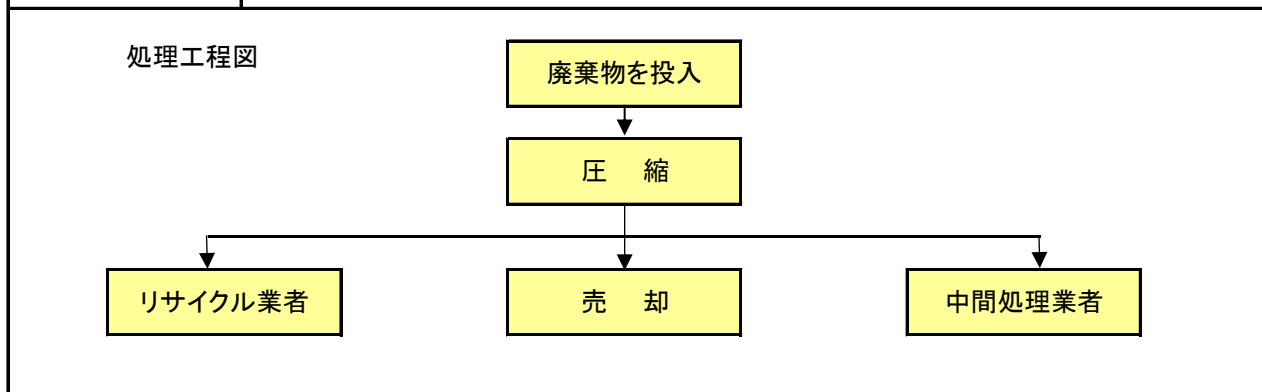 処理工程図
廃棄物を投入
圧　縮
リサイクル業者
売　却
中間処理業者